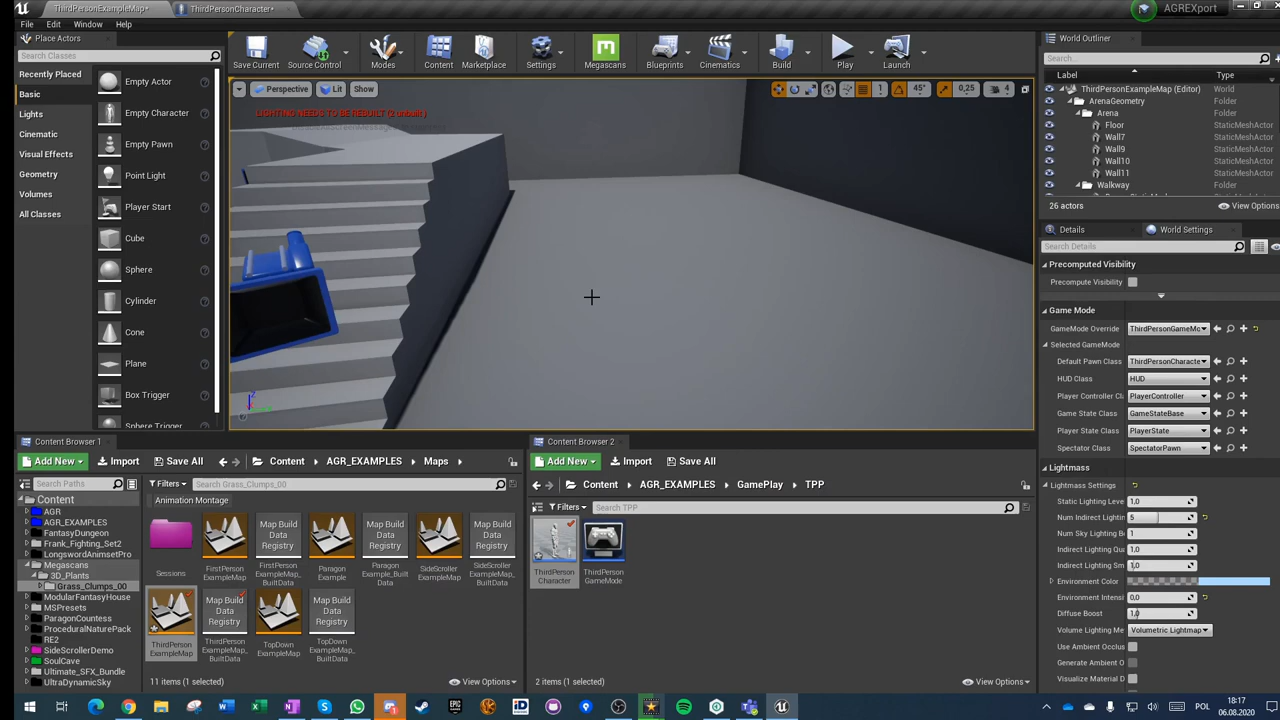 ThirdPersonExampleMap*
ThirdPersonCharacter*
AGREXport
File Edit Window Help
Place Actors
Search Classes
Recently Placed
Basic
Lights
Cinematic
Visual Effects
Geometry
Volumes
All Classes
Empty Actor
Empty Character
Empty Pawn
Point Light
Player Start
Cube
Sphere
Cylinder
Cone
Plane
Box Trigger
Sphere Trigger
Save Current Source Control Modes Content Marketplace Settings Megascans Blueprints Cinematics Build Play Launch
Perspective Lit Show
1 45° 0,25 4
LIGHTING NEEDS TO BE REBUILT (2 unbuilt)
World Outliner
Search...
Label Type
ThirdPersonExampleMap (Editor) World
ArenaGeometry Folder
Arena Folder
Floor StaticMeshActor
Wall7 StaticMeshActor
Wall9 StaticMeshActor
Wall10 StaticMeshActor
Wall11 StaticMeshActor
Walkway Folder
26 actors View Options
Details World Settings
Search Details
Precomputed Visibility
Precompute Visibility
Game Mode
GameMode Override ThirdPersonGameMo
Selected GameMode
Default Pawn Class ThirdPersonCharacte
HUD Class HUD
Player Controller Cl PlayerController
Game State Class GameStateBase
Player State Class PlayerState
Spectator Class SpectatorPawn
Lightmass
Lightmass Settings
Static Lighting Leve 1,0
Num Indirect Lightin 5
Num Sky Lighting B 1
Indirect Lighting Qu 1,0
Indirect Lighting Sm 1,0
Environment Color
Environment Intensi 0,0
Diffuse Boost 1,0
Volume Lighting Me Volumetric Lightmap
Use Ambient Occlus
Generate Ambient O
Visualize Material D
Content Browser 1
Add New Import Save All Content AGR_EXAMPLES Maps
Search Paths
Filters Search Grass_Clumps_00
Animation Montage
Content
AGR
AGR_EXAMPLES
FantasyDungeon
Frank_Fighting_Set2
LongswordAnimsetPro
Megascans
3D_Plants
Grass_Clumps_00
ModularFantasyHouse
MSPresets
ParagonCountess
ProceduralNaturePack
RE2
SideScrollerDemo
SoulCave
Ultimate_SFX_Bundle
UltraDynamicSky
Map Build Data Registry
Map Build Data Registry
Map Build Data Registry
Sessions
FirstPerson ExampleMap
FirstPerson ExampleMap_ BuiltData
Paragon Example
Paragon Example_ BuiltData
SideScroller ExampleMap
SideScroller ExampleMap_ BuiltData
Map Build Data Registry
Map Build Data Registry
ThirdPerson ExampleMap
ThirdPerson ExampleMap_ BuiltData
TopDown ExampleMap
TopDown ExampleMap_ BuiltData
11 items (1 selected) View Options
Content Browser 2
Add New Import Save All
Content AGR_EXAMPLES GamePlay TPP
Filters Search TPP
ThirdPerson Character
ThirdPerson GameMode
2 items (1 selected) View Options
POL
18:17
06.08.2020